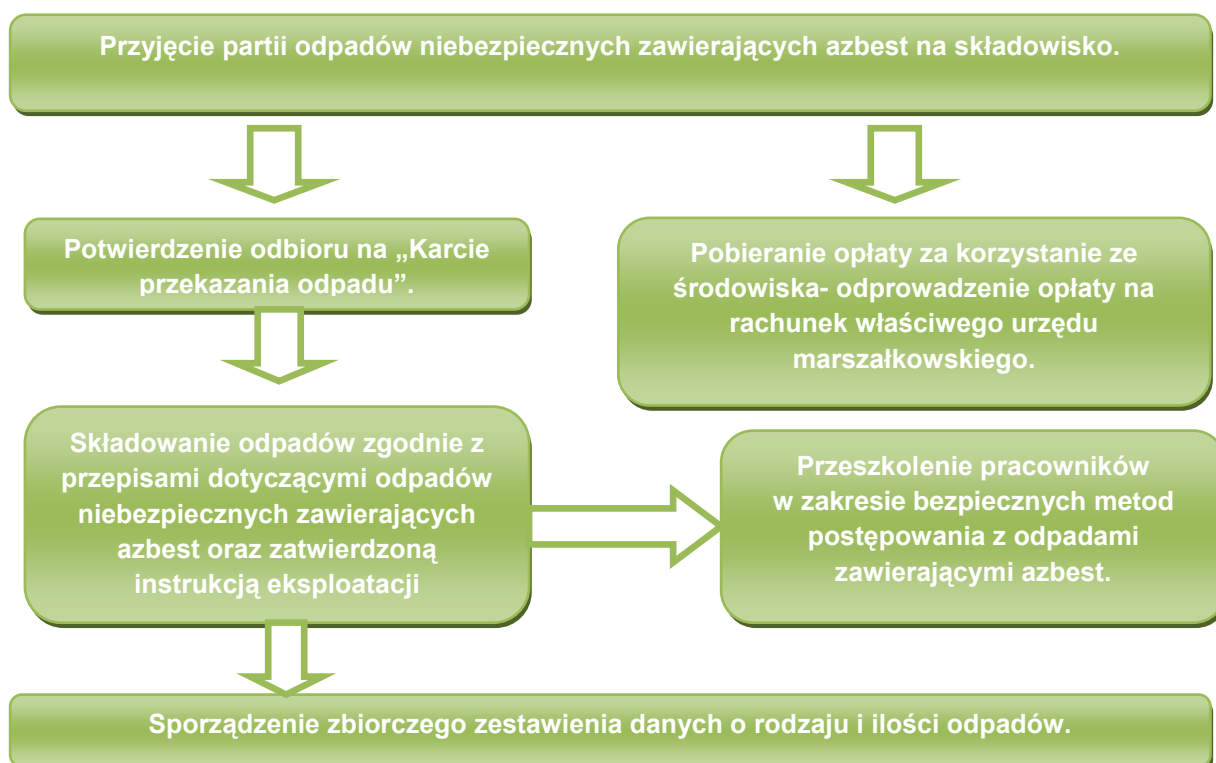 Przyjęcie partii odpadów niebezpiecznych zawierających azbest na składowisko.
Potwierdzenie odbioru na „Karcie
przekazania odpadu”.
Pobieranie opłaty za korzystanie ze
środowiska- odprowadzenie opłaty na
rachunek właściwego urzędu
marszałkowskiego.
Składowanie odpadów zgodnie z
przepisami dotyczącymi odpadów
niebezpiecznych zawierających
azbest oraz zatwierdzoną
instrukcją eksploatacji
Przeszkolenie pracowników
w zakresie bezpiecznych metod
postępowania z odpadami
zawierającymi azbest.
Sporządzenie zbiorczego zestawienia danych o rodzaju i ilości odpadów.